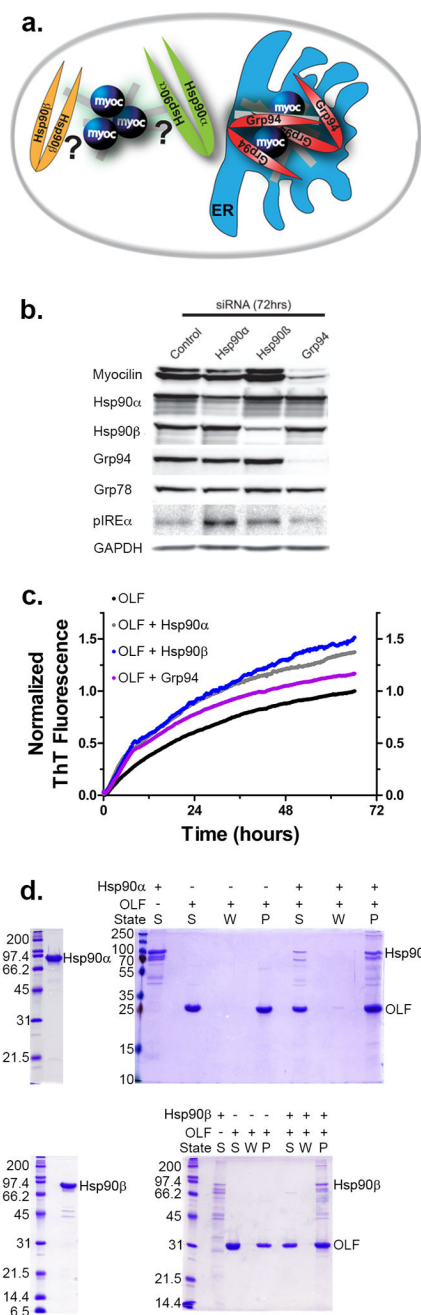 a.
Hsp90β
Hsp90β
?
myoc
myoc
myoc
?
Hsp90α
Hsp90α
myoc
Grp94
Grp94
Grp94
Grp94
ER
b.
siRNA (72hrs)
Control Hsp90α Hsp90ß Grp94
Myocilin
Hsp90α
Hsp90β
Grp94
Grp78
pIREα
GAPDH
c.
OLF
OLF + Hsp90α
OLF + Hsp90β
OLF + Grp94
Normalized
ThT Fluorescence
1.5 1.5
1.0 1.0
0.5 0.5
0.0 0.0
0 24 48 72
Time (hours)
d.
Hsp90α + - - - + + +
OLF - + + + + + +
State S S W P S W P
200
97.4
66.2
45
31
21.5
Hsp90α
250
100
70
55
35
25
15
10
Hsp90
OLF
Hsp90β + - - - + + +
OLF - + + + + + +
State S S W P S W P
200
97.4
66.2
45
31
21.5
14.4
6.5
Hsp90β
200
97.4
66.2
45
31
21.5
14.4
Hsp90β
OLF